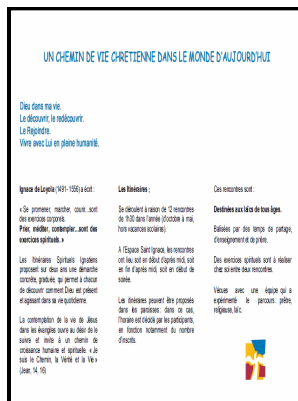 UN CHEMIN DE VIE CHRETIENNE DANS LE MONDE D'AUJOURD'HUI
Dieu dans ma vie.
Le découvrir, le redécouvrir.
Le Rejoindre.
Vivre avec Lui en pleine humanité.
Ignace de Loyola (1491-1556) a écrit :
« Se promener, marcher, courir...sont
des exercices corporels.
Prier, méditer, contempler...sont des
exercices spirituels. »
Les Itinéraires Spirituels Ignatiens
proposent sur deux ans une démarche
concrète, graduée, qui permet à chacun
de découvrir comment Dieu est présent
et agissant dans sa vie quotidienne.
La contemplation de la vie de Jésus
dans les évangiles ouvre au désir de le
suivre et invite à un chemin de
croissance humaine et spirituelle. « Je
suis le Chemin, la Vérité et la Vie »
(Jean, 14, 16)
Les Itinéraires ;
Se déroulent à raison de 12 rencontres
de 1h30 dans l'année (d'octobre à mai,
hors vacances scolaires).
A l'Espace Saint Ignace, les rencontres
ont lieu soit en début d'après midi, soit
en fin d'après midi, soit en début de
soirée.
Les itinéraires peuvent être proposés
dans les paroisses: dans ce cas,
l'horaire est décidé par les participants,
en fonction notamment du nombre
d'inscrits.
Ces rencontres sont :
Destinées aux laïcs de tous âges.
Balisées par des temps de partage,
d'enseignement et de prière.
Des exercices spirituels sont à réaliser
chez soi entre deux rencontres.
Vécues avec une équipe qui a
expérimenté le parcours : prêtre,
religieuse, laïc.